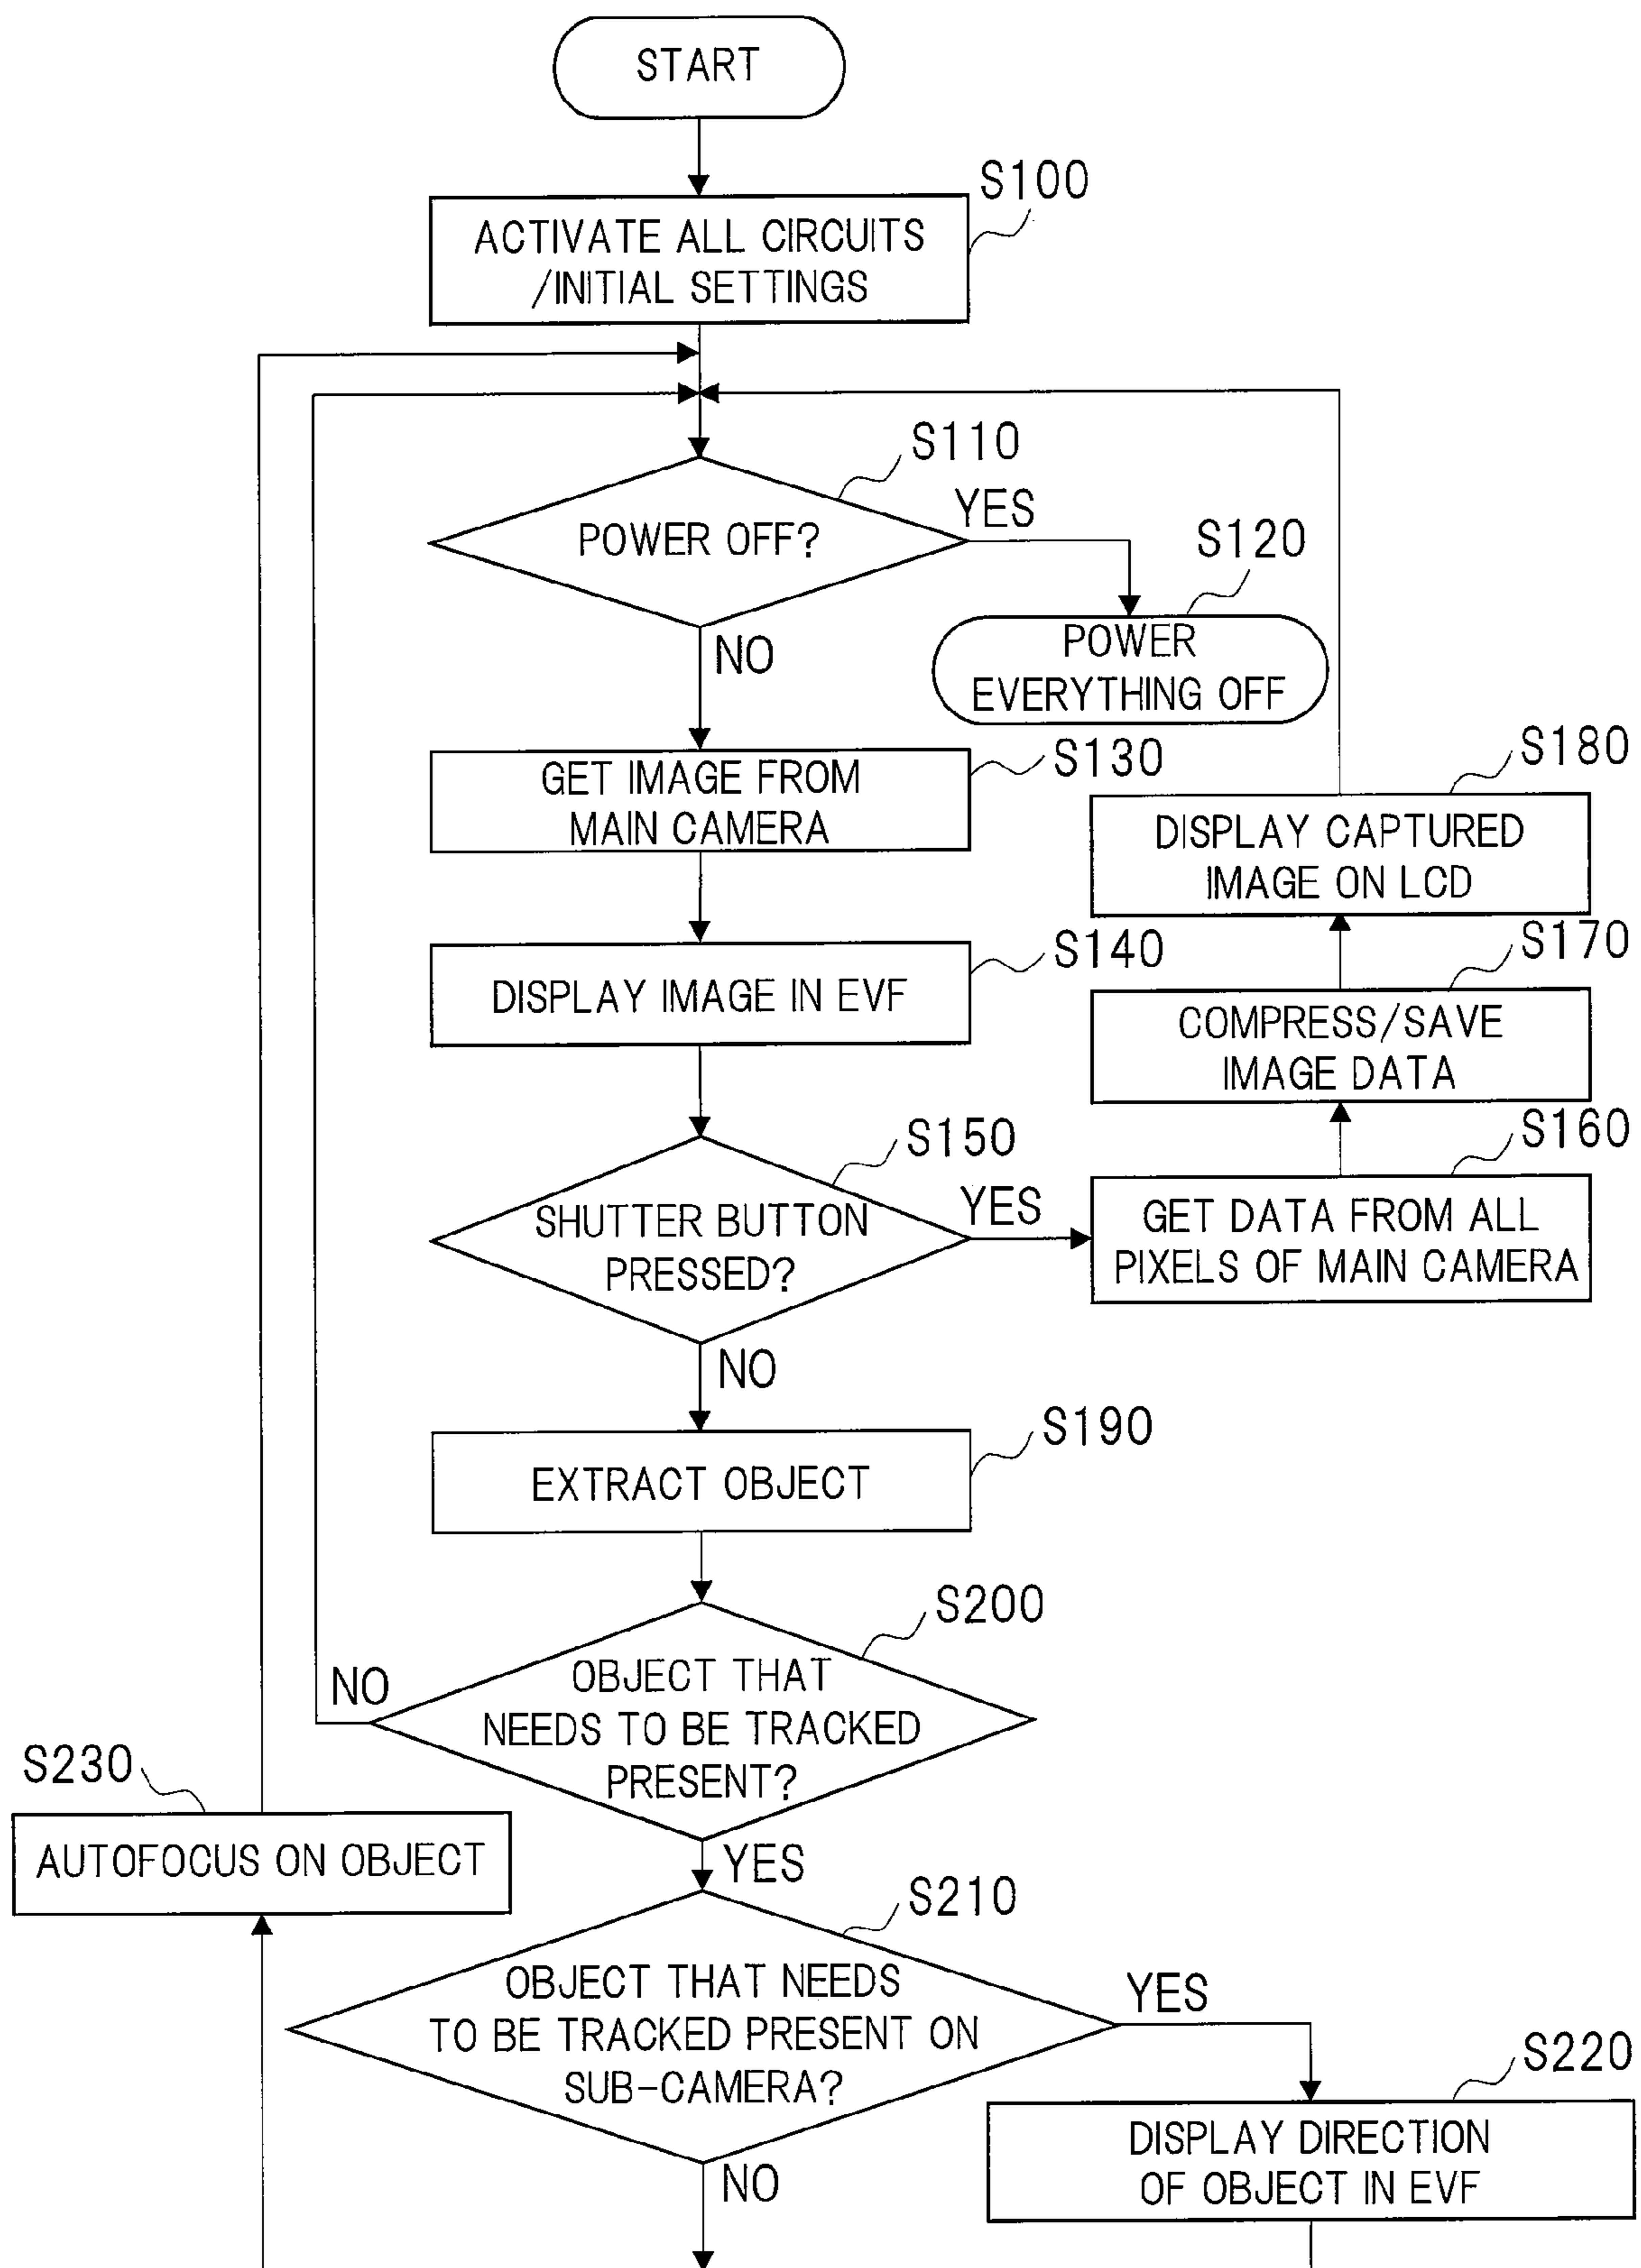 START
S100
ACTIVATE ALL CIRCUITS
/INITIAL SETTINGS
S110
POWER OFF?
YES
S120
POWER
EVERYTHING OFF
NO
S130
GET IMAGE FROM
MAIN CAMERA
S180
DISPLAY CAPTURED
IMAGE ON LCD
S140
DISPLAY IMAGE IN EVF
S170
COMPRESS/SAVE
IMAGE DATA
S150
SHUTTER BUTTON
PRESSED?
YES
S160
GET DATA FROM ALL
PIXELS OF MAIN CAMERA
NO
S190
EXTRACT OBJECT
S200
OBJECT THAT
NEEDS TO BE TRACKED
PRESENT?
NO
S230
AUTOFOCUS ON OBJECT
YES
S210
OBJECT THAT NEEDS
TO BE TRACKED PRESENT ON
SUB-CAMERA?
YES
S220
DISPLAY DIRECTION
OF OBJECT IN EVF
NO